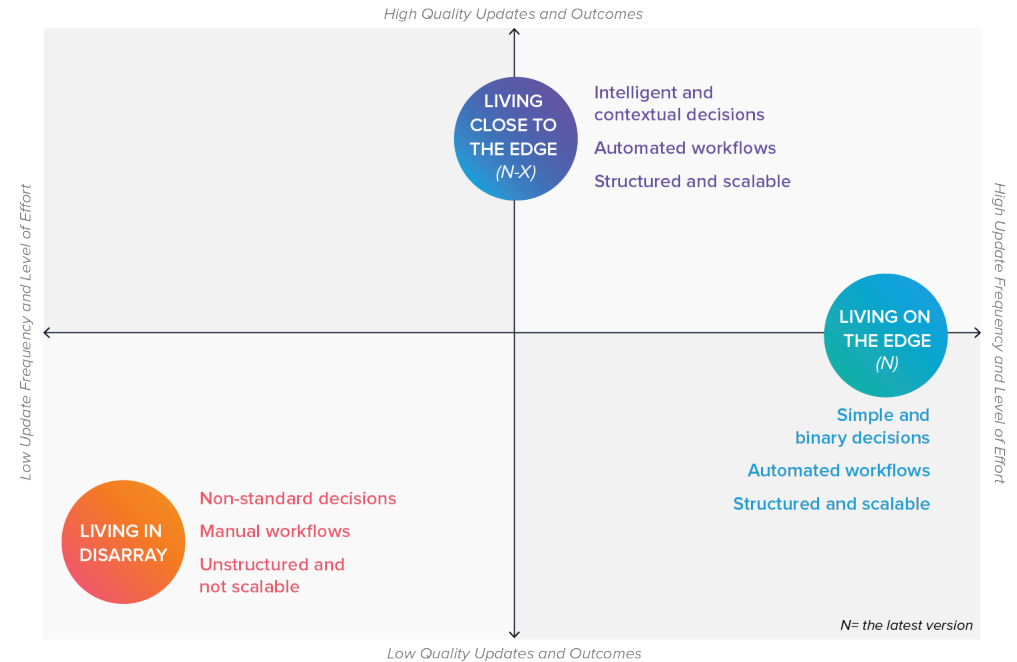 High Quality Updates and Outcomes
LIVING
CLOSE TO
THE EDGE
(N-X)
Intelligent and
contextual decisions
Automated workflows
Structured and scalable
Low Update Frequency and Level of Effort
High Update Frequency and Level of Effort
LIVING ON
THE EDGE
(N)
Simple and
binary decisions
Automated workflows
Structured and scalable
LIVING IN
DISARRAY
Non-standard decisions
Manual workflows
Unstructured and
not scalable
N= the latest version
Low Quality Updates and Outcomes